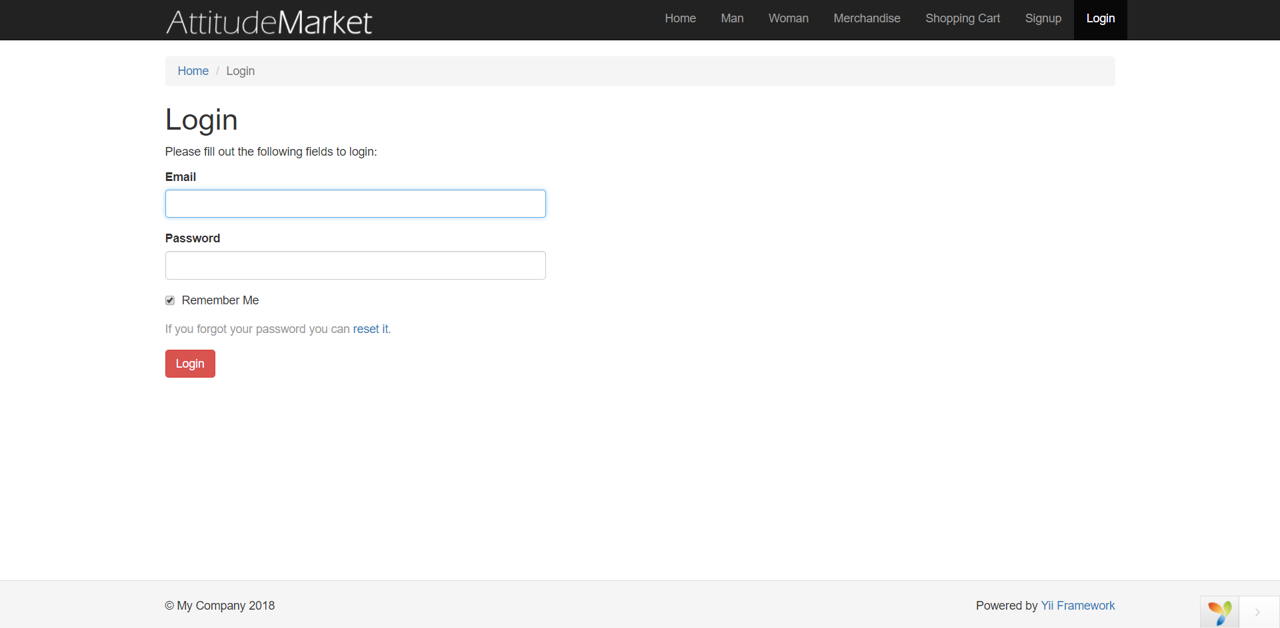 AttitudeMarket
Home Man Woman Merchandise Shopping Cart Signup Login
Home / Login
Login
Please fill out the following fields to login:
Email
Password
Remember Me
If you forgot your password you can reset it.
Login
© My Company 2018
Powered by Yii Framework